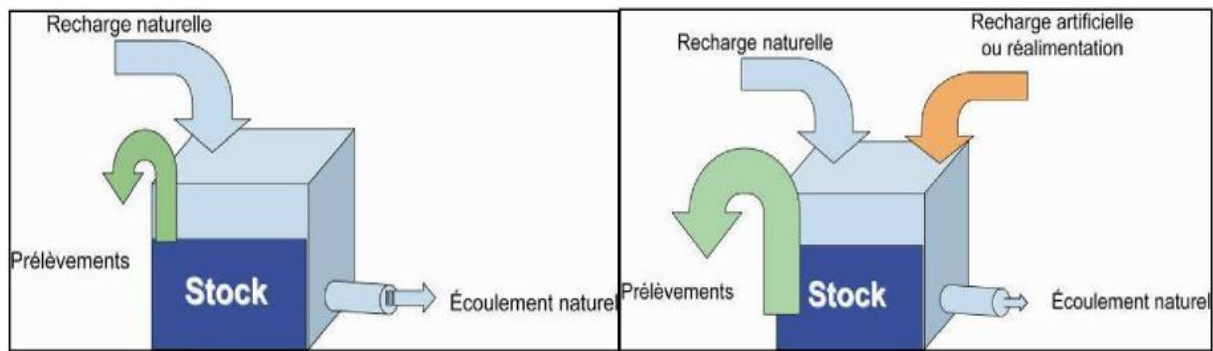 Recharge naturelle
Prélèvements
Stock
Écoulement naturel
Recharge naturelle
Recharge artificielle
ou réalimentation
Prélèvements
Stock
Écoulement naturel